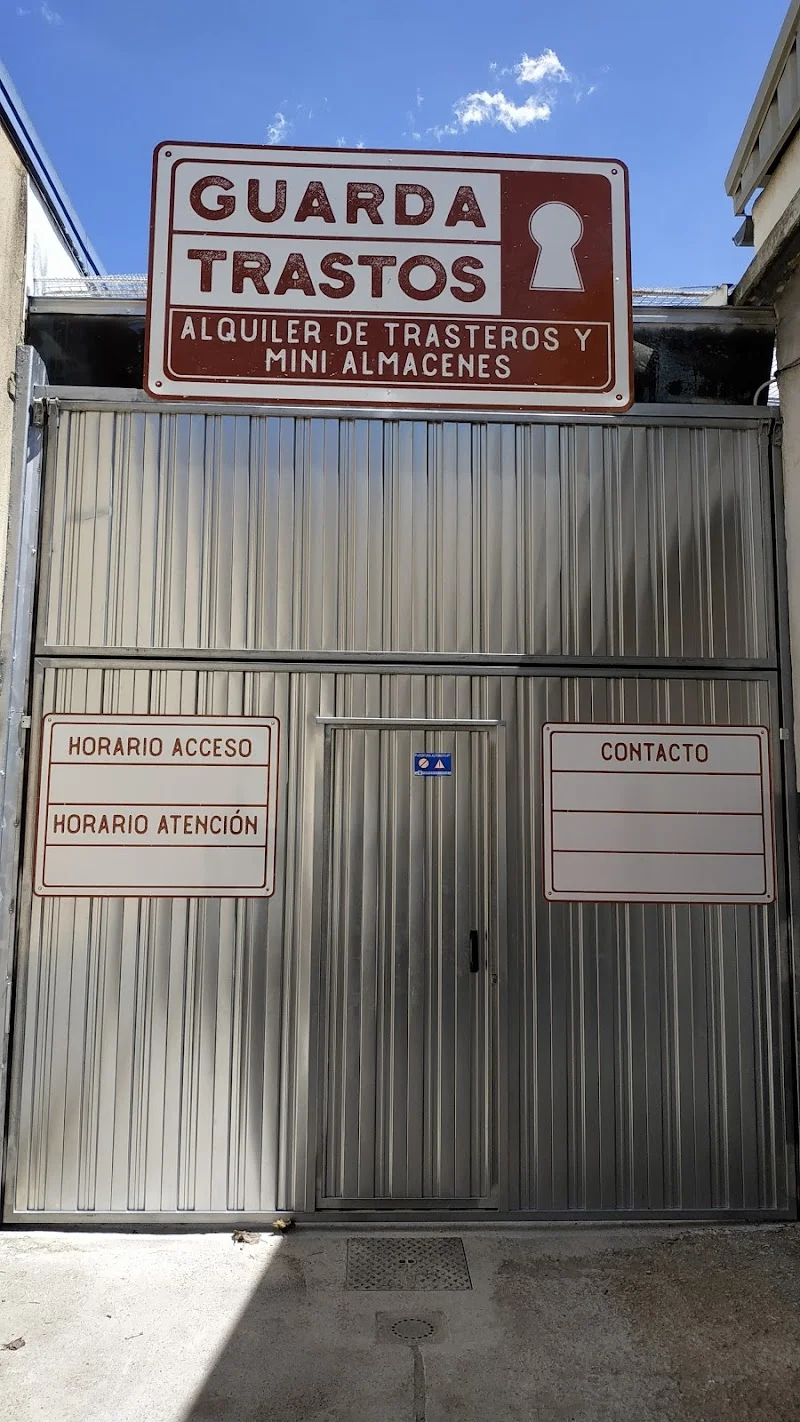 GUARDA
TRASTOS
ALQUILER DE TRASTEROS Y
MINI ALMACENES
HORARIO ACCESO
HORARIO ATENCIÓN
CONTACTO